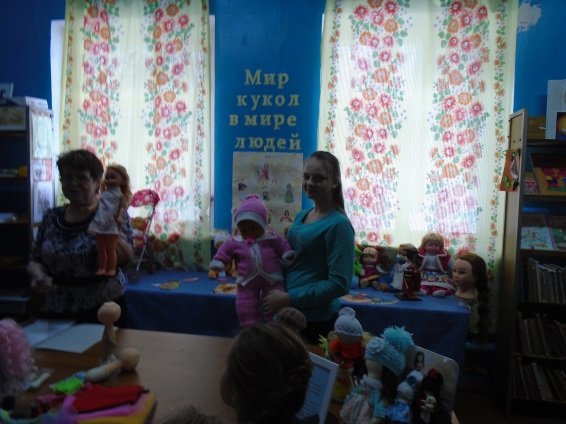 Мир
кукол
в мире
людей